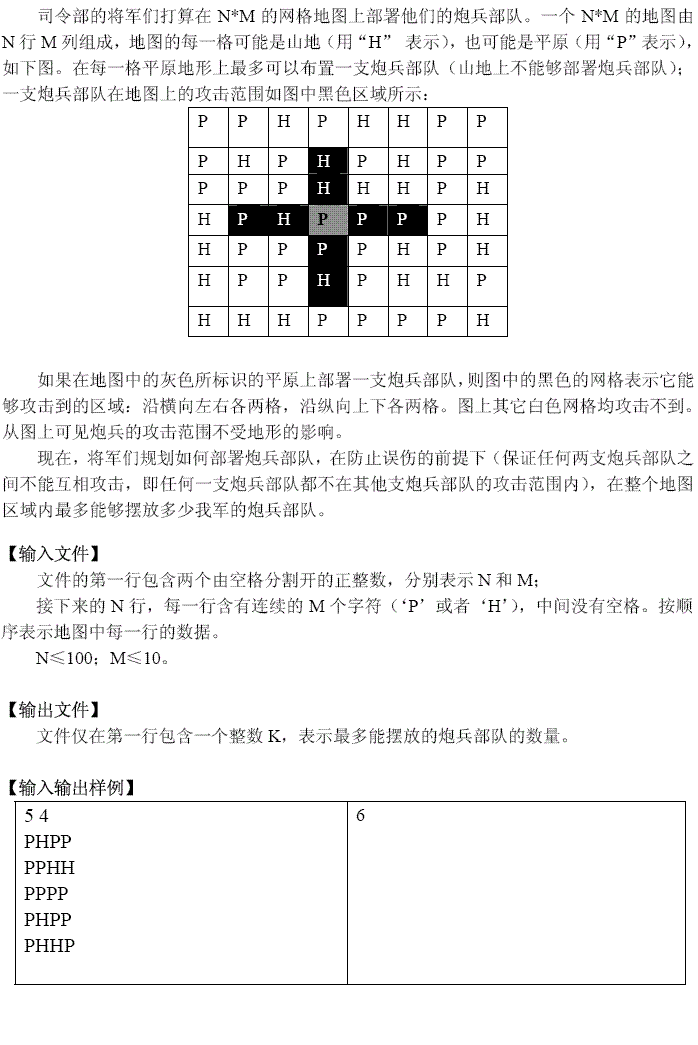 司令部的将军们打算在 N*M 的网格地图上部署他们的炮兵部队。一个 N*M 的地图由
N 行 M 列组成，地图的每一格可能是山地（用“H” 表示），也可能是平原（用“P”表示），
如下图。在每一格平原地形上最多可以布置一支炮兵部队（山地上不能够部署炮兵部队）；
一支炮兵部队在地图上的攻击范围如图中黑色区域所示：
P P H P H H P P
P H P H P H P P
P P P H H H P H
H P H P P P P H
H P P P P H P H
H P P H P H H P
H H H P P P P H
如果在地图中的灰色所标识的平原上部署一支炮兵部队，则图中的黑色的网格表示它能
够攻击到的区域：沿横向左右各两格，沿纵向上下各两格。图上其它白色网格均攻击不到。
从图上可见炮兵的攻击范围不受地形的影响。
现在，将军们规划如何部署炮兵部队，在防止误伤的前提下（保证任何两支炮兵部队之
间不能互相攻击，即任何一支炮兵部队都不在其他支炮兵部队的攻击范围内），在整个地图
区域内最多能够摆放多少我军的炮兵部队。
【输入文件】
文件的第一行包含两个由空格分割开的正整数，分别表示 N 和 M；
接下来的 N 行，每一行含有连续的 M 个字符（‘P’ 或者 ‘H’），中间没有空格。按顺
序表示地图中每一行的数据。
N≤100；M≤10。
【输出文件】
文件仅在第一行包含一个整数 K，表示最多能摆放的炮兵部队的数量。
【输入输出样例】
5 4 6
PHPP
PPHH
PPPP
PHPP
PHHP